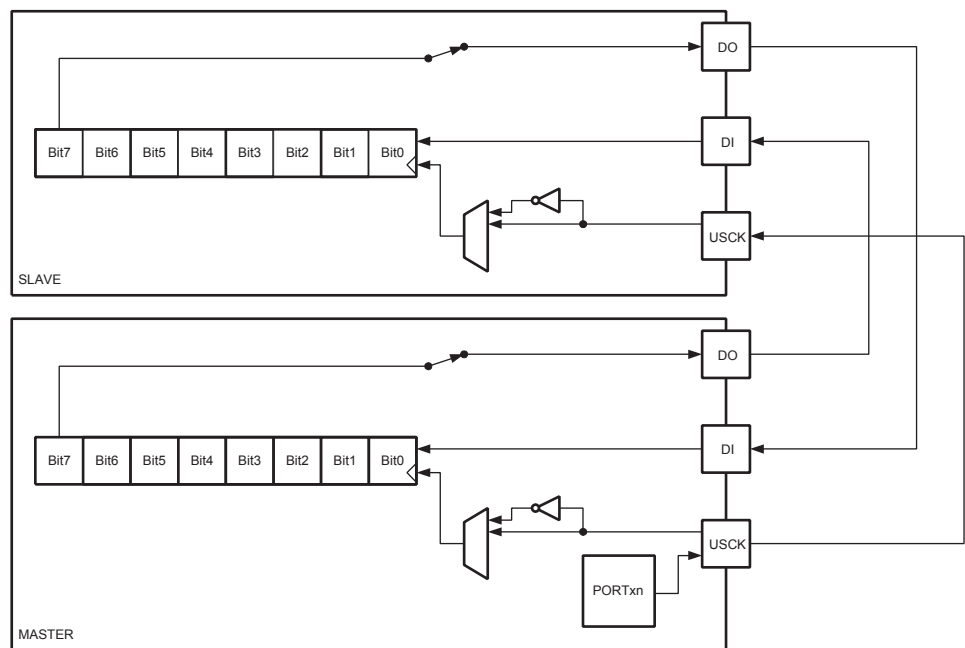 DO
Bit7 Bit6 Bit5 Bit4 Bit3 Bit2 Bit1 Bit0
DI
USCK
SLAVE
DO
Bit7 Bit6 Bit5 Bit4 Bit3 Bit2 Bit1 Bit0
DI
USCK
PORTxn
MASTER